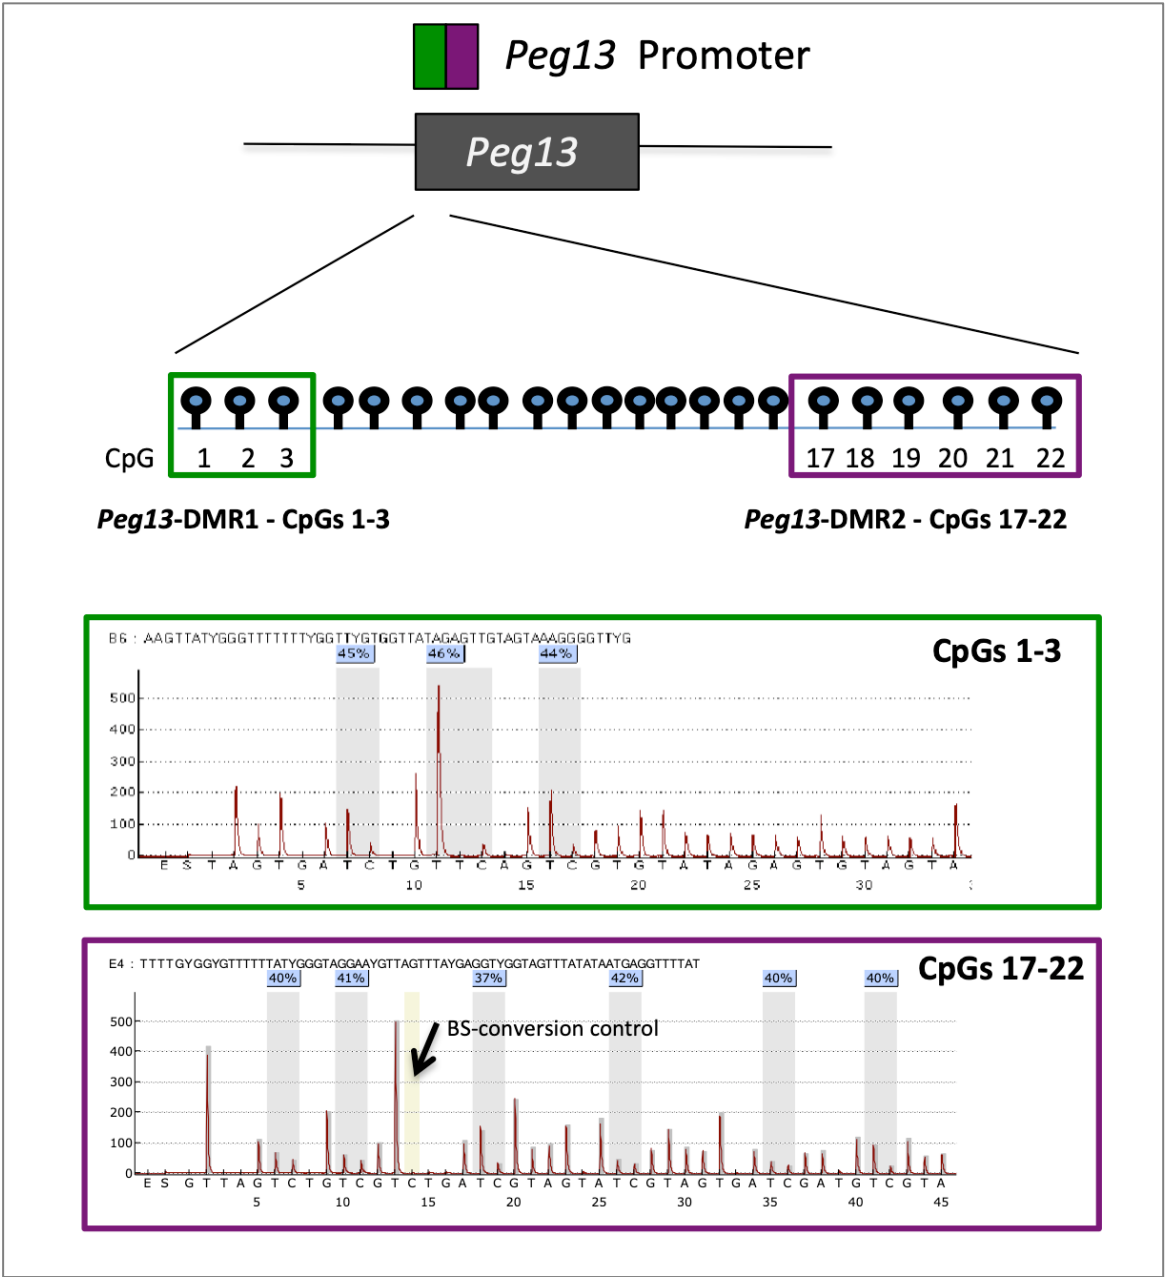 Peg13 Promoter
Peg13
CpG 1 2 3 17 18 19 20 21 22
Peg13-DMR1 - CpGs 1-3 Peg13-DMR2 - CpGs 17-22
B6 : AAGTTATYGGGTTTTTTTYGGTTYGTGGTTATAGAGTTGTAGTAAAGGGGTTYG
CpGs 1-3
45% 46% 44%
500
400
300
200
100
0
E S T A G T G A T C T G T T C A G T C G T G T A T A G A G T G T A G T A
5 10 15 20 25 30
E4 : TTTTGYGGYGTTTTTTATYGGGTAGGAAYGTTAGTTTAYGAGGTYGGTAGTTTATATAATGAGGTTTTAT
CpGs 17-22
40% 41% 37% 42% 40% 40%
BS-conversion control
500
400
300
200
100
0
E S G T T A G T C T G T C G T C T G A T C G T A G T A T C G T A G T G A T C G A T G T C G T A
5 10 15 20 25 30 35 40 45